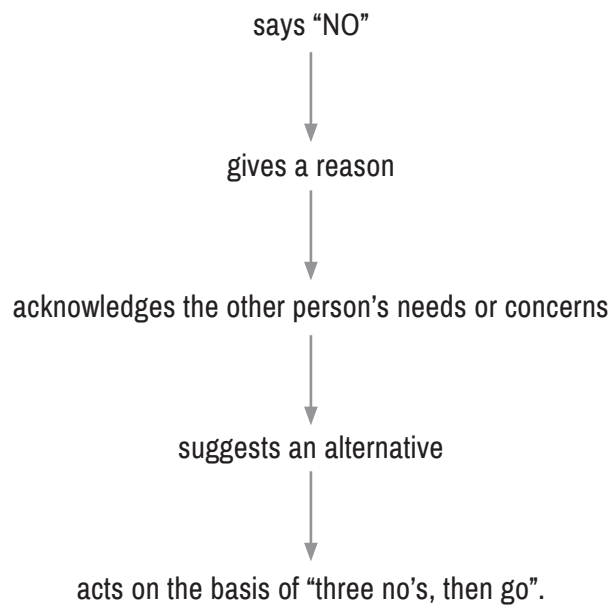 says “NO”
gives a reason
acknowledges the other person’s needs or concerns
suggests an alternative
acts on the basis of “three no’s, then go”.